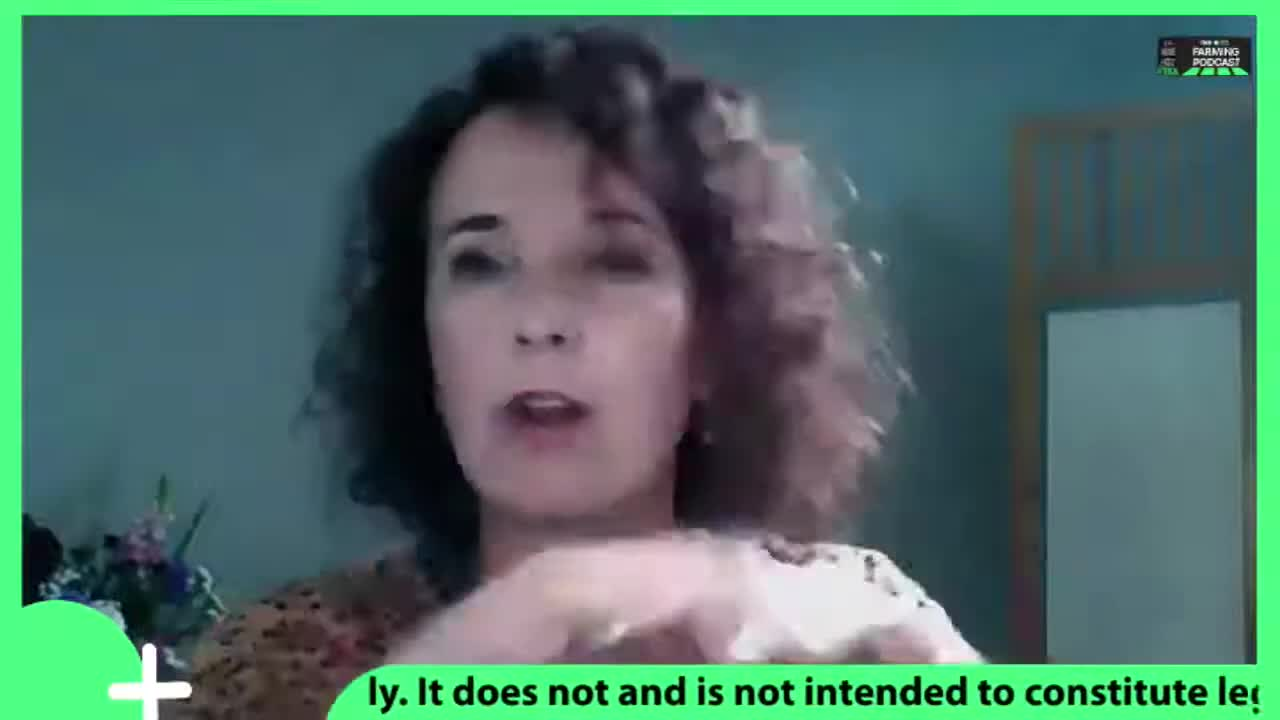 FARMING
PODCAST
ly. It does not and is not intended to constitute leg